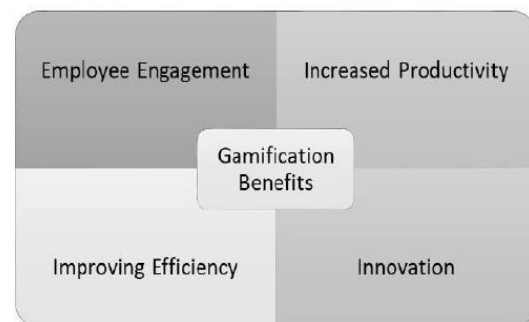 Employee Engagement
Increased Productivity
Gamification
Benefits
Improving Efficiency
Innovation